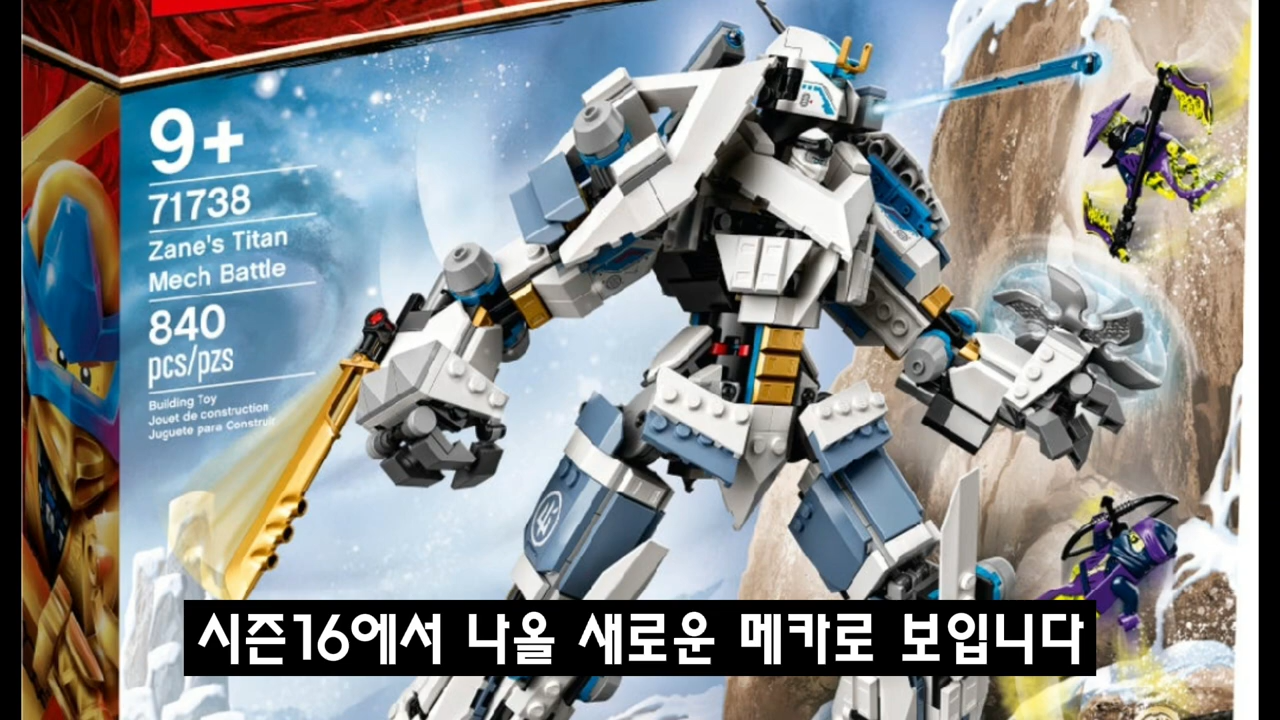 9+
71738
Zane's Titan
Mech Battle
840
pcs/pzs
Building Toy
Jouet de construction
Juguete para Construir
시즌16에서 나올 새로운 메카로 보입니다